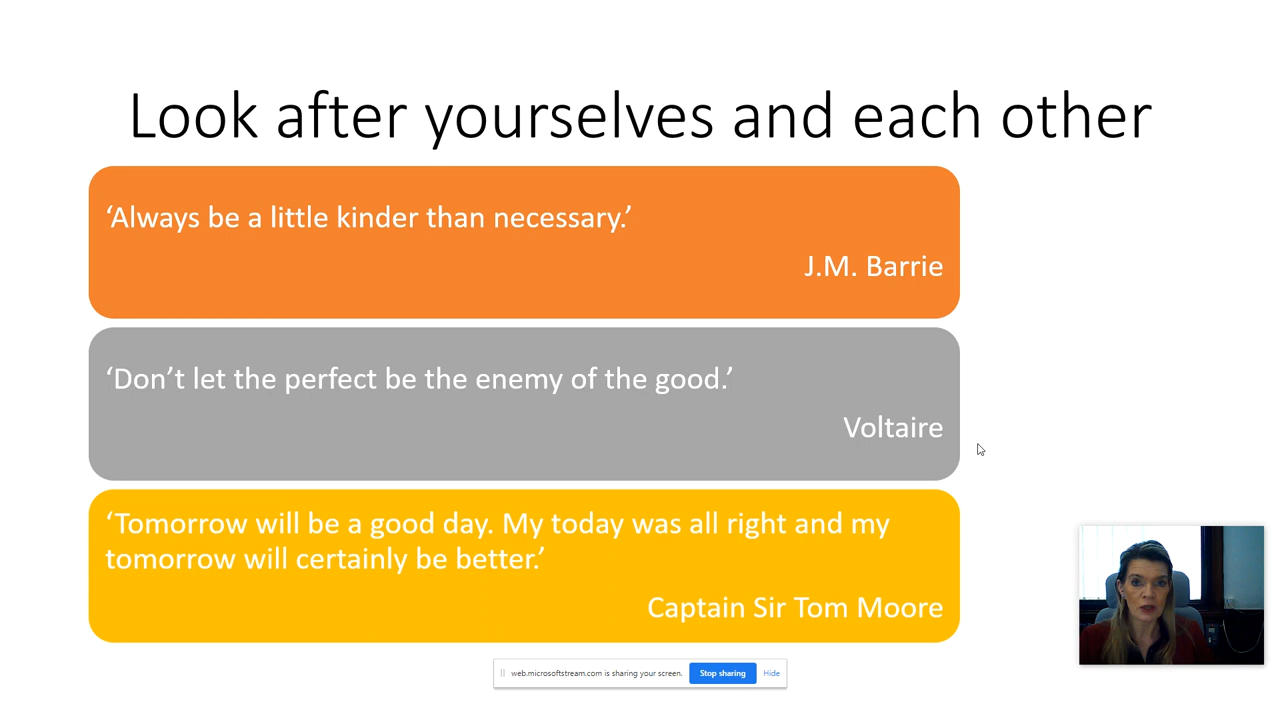 Look after yourselves and each other
‘Always be a little kinder than necessary.’
J.M. Barrie
‘Don’t let the perfect be the enemy of the good.’
Voltaire
‘Tomorrow will be a good day. My today was all right and my
tomorrow will certainly be better.’
Captain Sir Tom Moore
web.microsoftstream.com is sharing your screen.
Stop sharing
Hide